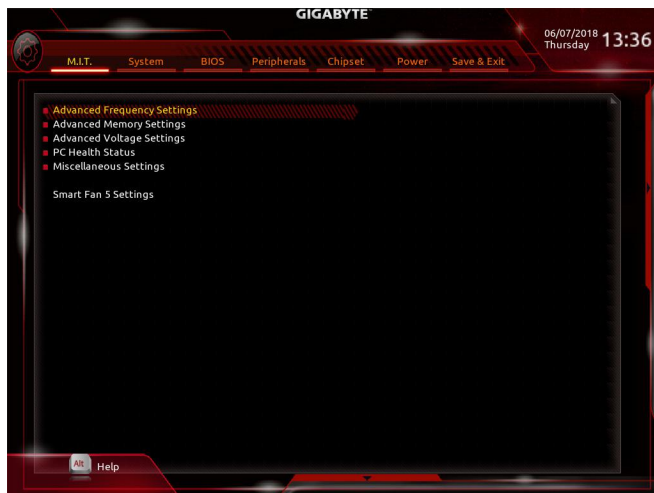 GIGABYTE™
06/07/2018
Thursday
13:36
M.I.T. System BIOS Peripherals Chipset Power Save & Exit
Advanced Frequency Settings
Advanced Memory Settings
Advanced Voltage Settings
PC Health Status
Miscellaneous Settings
Smart Fan 5 Settings
Alt Help